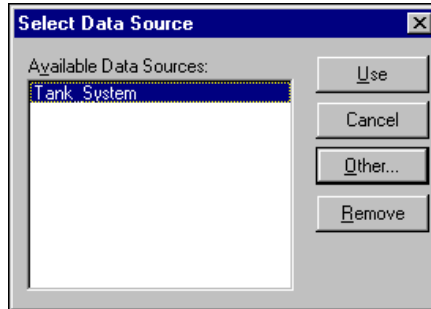 Select Data Source
Available Data Sources:
Tank_System
Use
Cancel
Other...
Remove